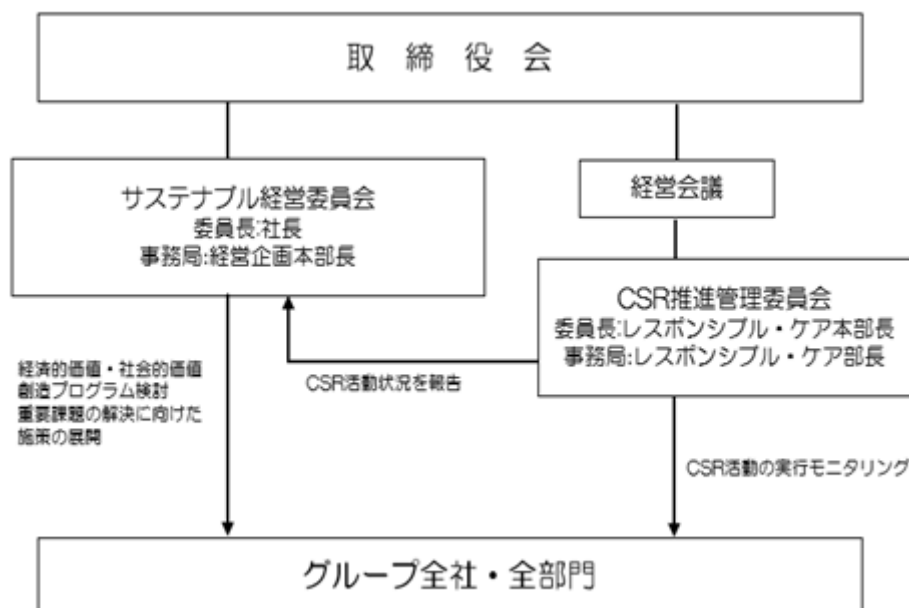 取締役会
サステナブル経営委員会
委員長:社長
事務局:経営企画本部長
経営会議
CSR推進管理委員会
委員長:レスポンシブル・ケア本部長
事務局:レスポンシブル・ケア部長
経済的価値・社会的価値
創造プログラム検討
重要課題の解決に向けた
施策の展開
CSR活動状況を報告
CSR活動の実行モニタリング
グループ全社・全部門